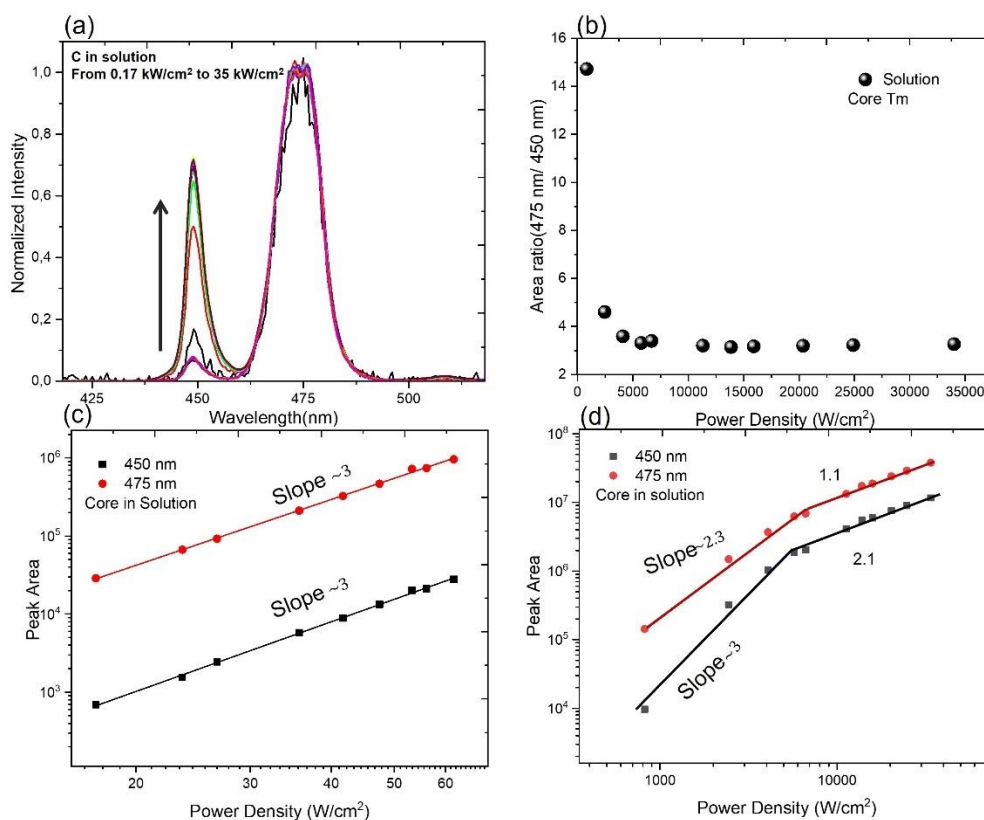 (a)
C in solution
From 0.17 kW/cm² to 35 kW/cm²
1,0
0,8
0,6
0,4
0,2
0,0
Normalized Intensity
425 450 475 500
Wavelength(nm)
(b)
16
14
12
10
8
6
4
2
Area ratio(475 nm/ 450 nm)
Solution
Core Tm
0 5000 10000 15000 20000 25000 30000 35000
Power Density (W/cm²)
(c)
450 nm
475 nm
Core in Solution
Slope ~3
Slope ~3
10⁶
10⁵
10⁴
10³
Peak Area
20 30 40 50 60
Power Density (W/cm²)
(d)
450 nm
475 nm
Core in solution
1.1
Slope~2.3
2.1
Slope~3
10⁸
10⁷
10⁶
10⁵
10⁴
Peak Area
1000 10000
Power Density (W/cm²)